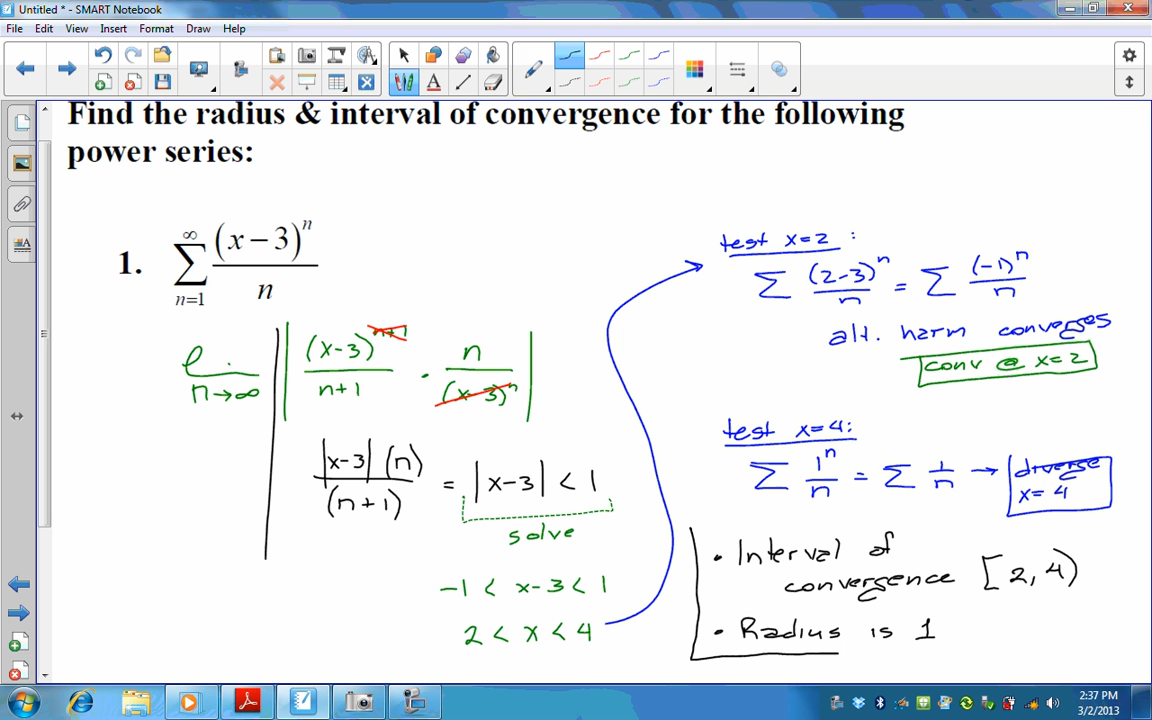 Untitled * - SMART Notebook
File Edit View Insert Format Draw Help
Find the radius & interval of convergence for the following
power series:
1. ∞ ∑ n=1 (x−3)^n / n
l. n→∞ | (x-3)^n+1 / n+1 · n / (x-3)^n |
|x-3| (n) / (n+1) = |x-3| < 1
solve
-1 < x-3 < 1
2 < x < 4
test x=2 :
∑ (2-3)^n / n = ∑ (-1)^n / n
alt. harm converges
conv @ x=2
test x=4:
∑ 1^n / n = ∑ 1/n → diverge
x=4
• Interval of
convergence [2,4)
• Radius is 1
2:37 PM
3/2/2013